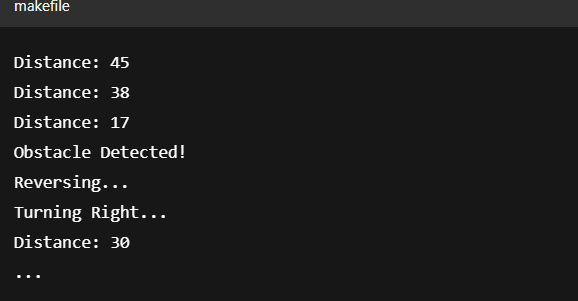 makefile
Distance: 45
Distance: 38
Distance: 17
Obstacle Detected!
Reversing...
Turning Right...
Distance: 30
...